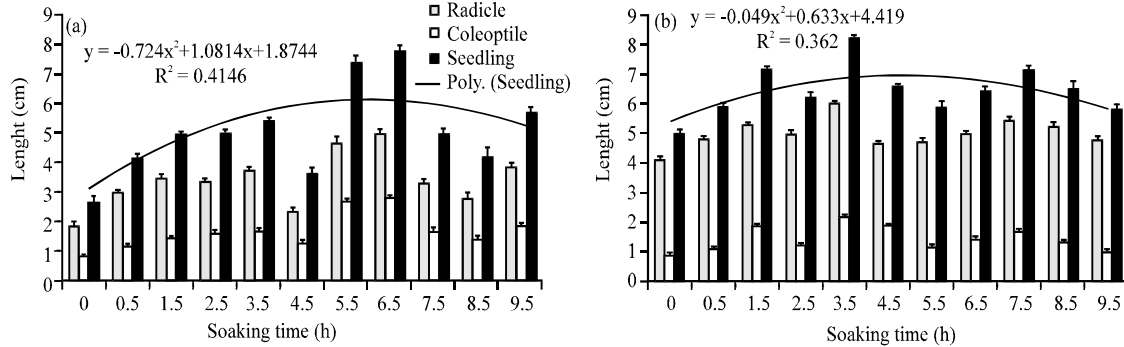 (a)
y = -0.724x²+1.0814x+1.8744
R² = 0.4146
Radicle
Coleoptile
Seedling
Poly. (Seedling)
Lenght (cm)
9
8
7
6
5
4
3
2
1
0
0 0.5 1.5 2.5 3.5 4.5 5.5 6.5 7.5 8.5 9.5
Soaking time (h)
(b)
y = -0.049x²+0.633x+4.419
R² = 0.362
Lenght (cm)
9
8
7
6
5
4
3
2
1
0
0 0.5 1.5 2.5 3.5 4.5 5.5 6.5 7.5 8.5 9.5
Soaking time (h)